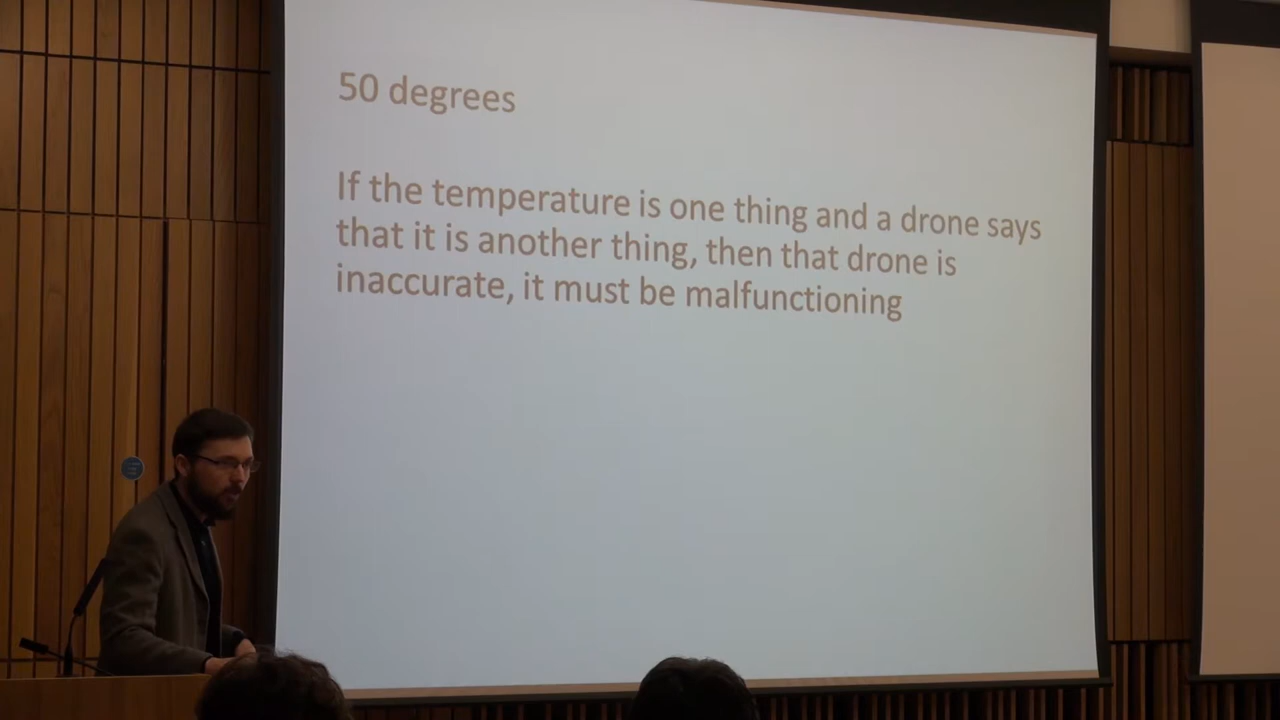 50 degrees
If the temperature is one thing and a drone says
that it is another thing, then that drone is
inaccurate, it must be malfunctioning